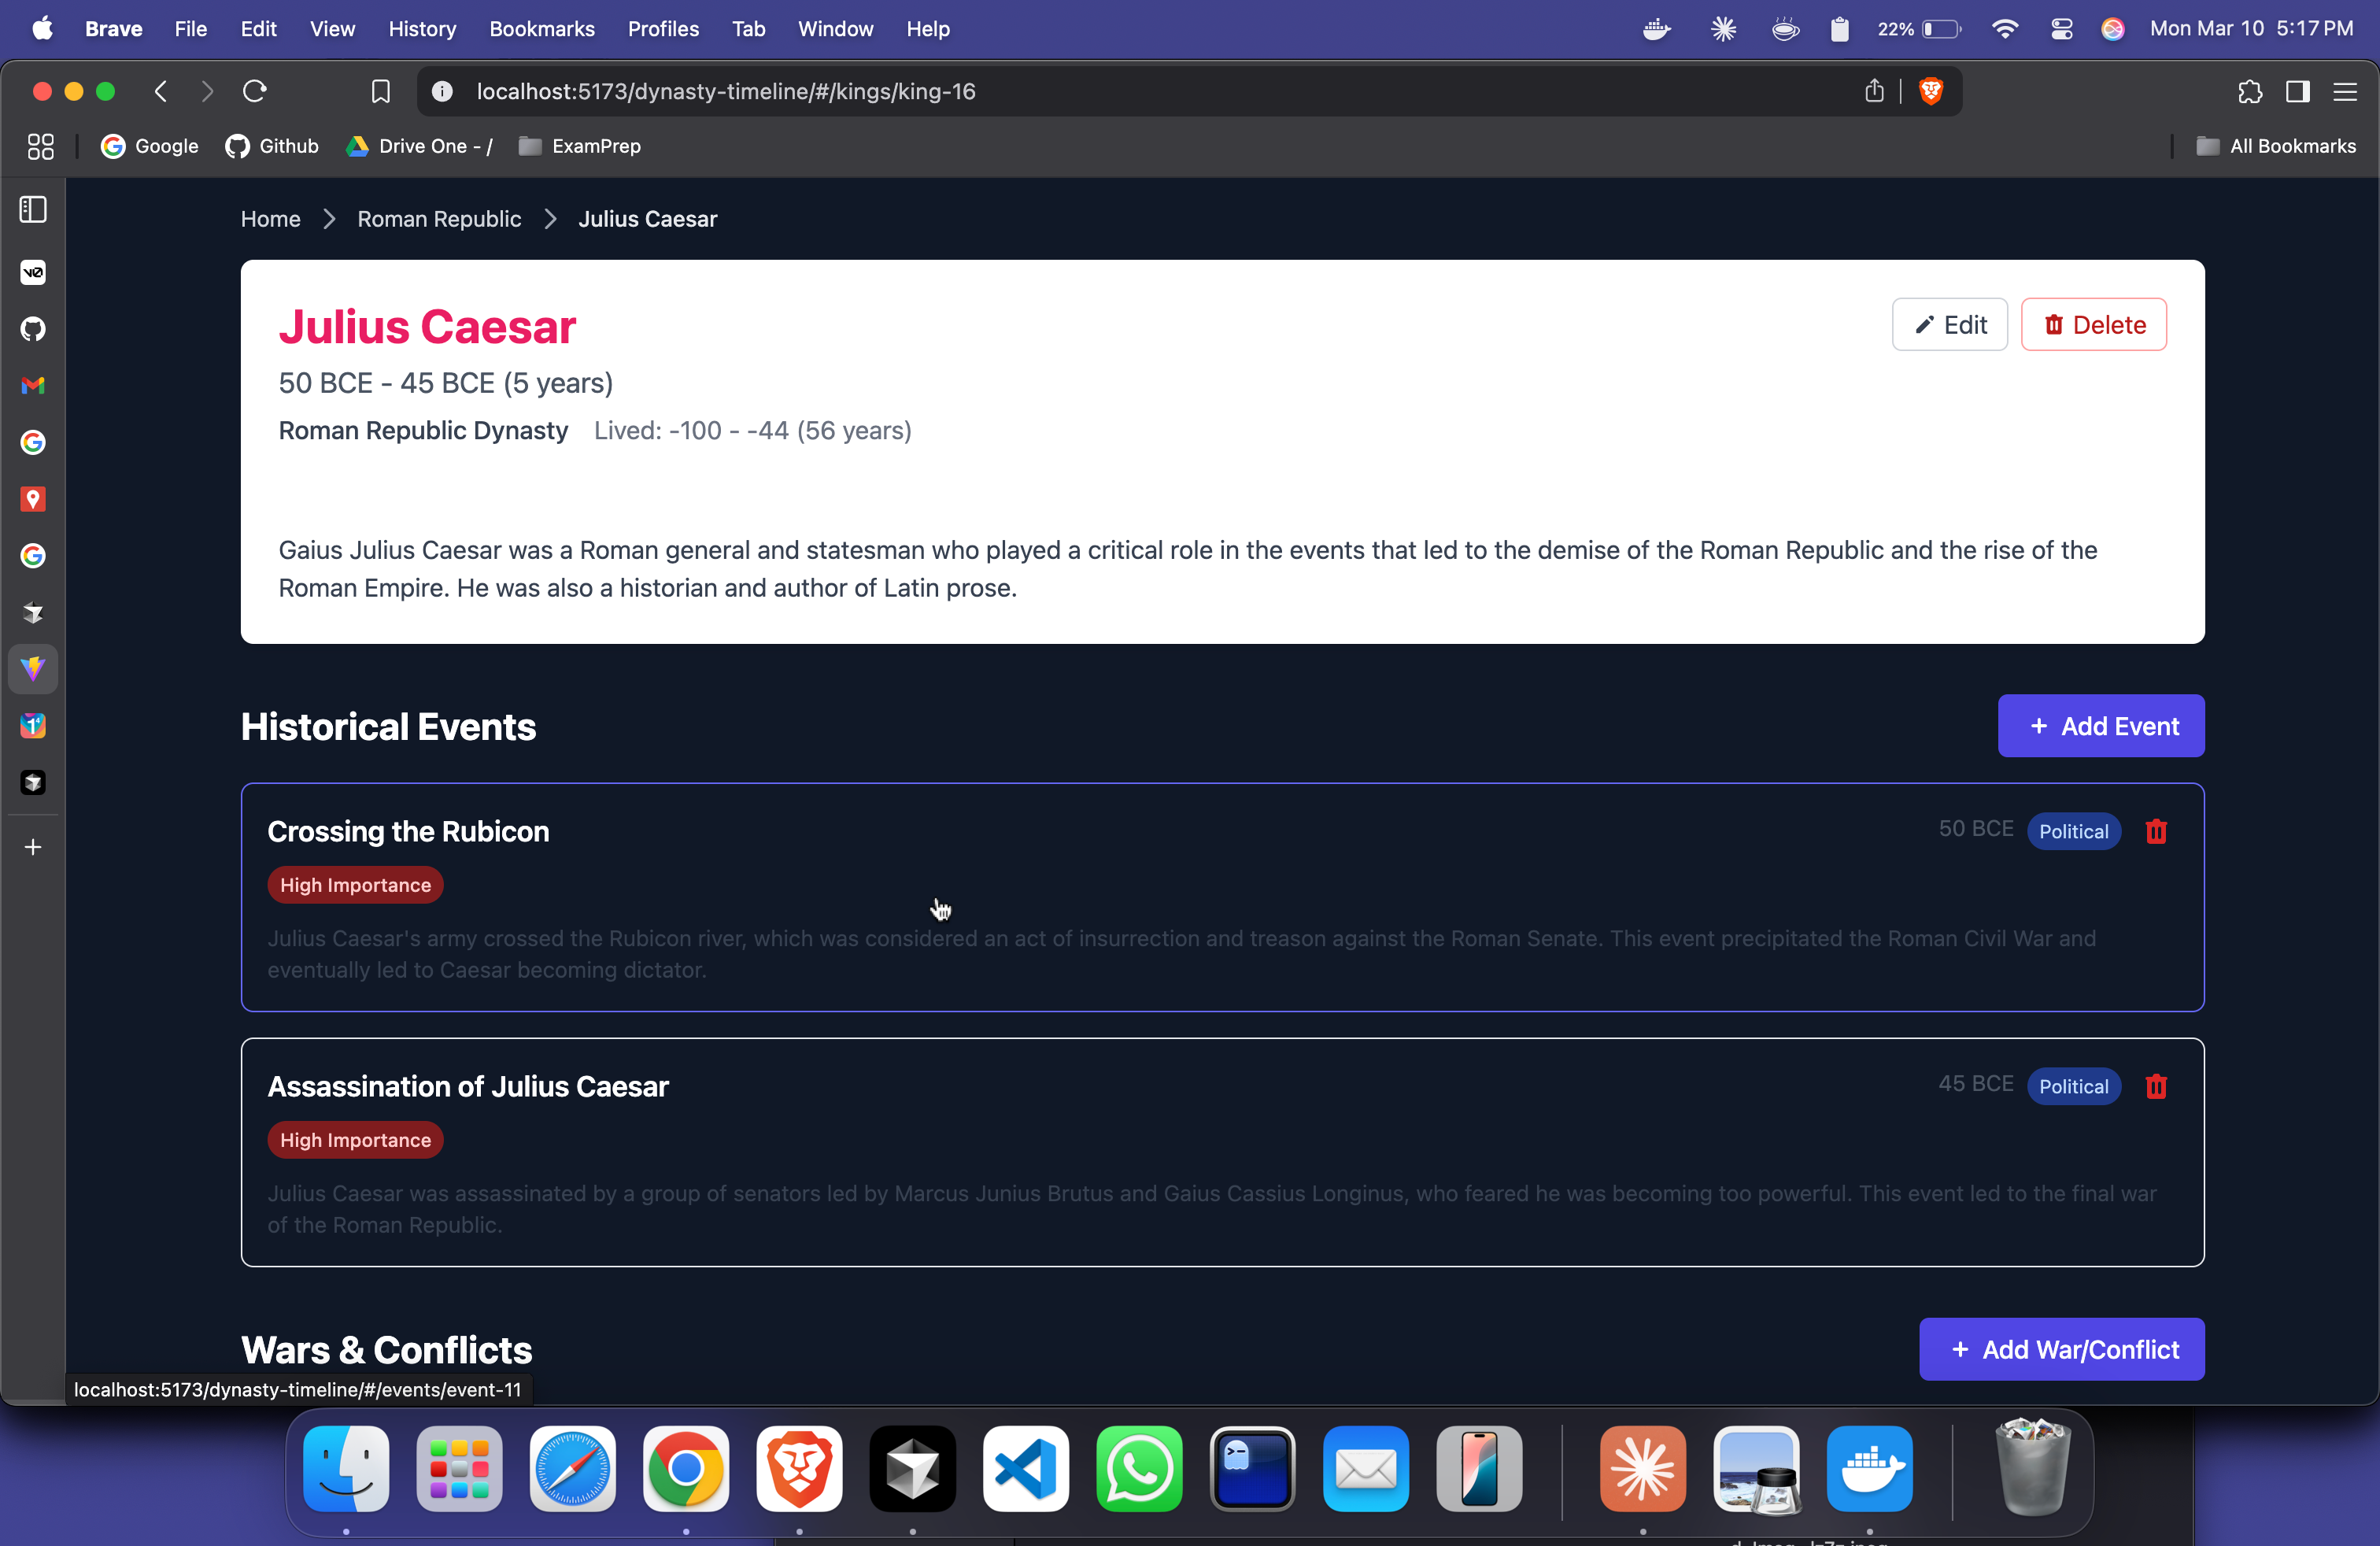 Brave File Edit View History Bookmarks Profiles Tab Window Help 22% Mon Mar 10 5:17 PM
localhost:5173/dynasty-timeline/#/kings/king-16
Google Github Drive One - / ExamPrep All Bookmarks
Home > Roman Republic > Julius Caesar
Julius Caesar
Edit Delete
50 BCE - 45 BCE (5 years)
Roman Republic Dynasty Lived: -100 - -44 (56 years)
Gaius Julius Caesar was a Roman general and statesman who played a critical role in the events that led to the demise of the Roman Republic and the rise of the
Roman Empire. He was also a historian and author of Latin prose.
Historical Events
+ Add Event
Crossing the Rubicon
50 BCE Political
High Importance
Julius Caesar's army crossed the Rubicon river, which was considered an act of insurrection and treason against the Roman Senate. This event precipitated the Roman Civil War and
eventually led to Caesar becoming dictator.
Assassination of Julius Caesar
45 BCE Political
High Importance
Julius Caesar was assassinated by a group of senators led by Marcus Junius Brutus and Gaius Cassius Longinus, who feared he was becoming too powerful. This event led to the final war
of the Roman Republic.
Wars & Conflicts
+ Add War/Conflict
localhost:5173/dynasty-timeline/#/events/event-11